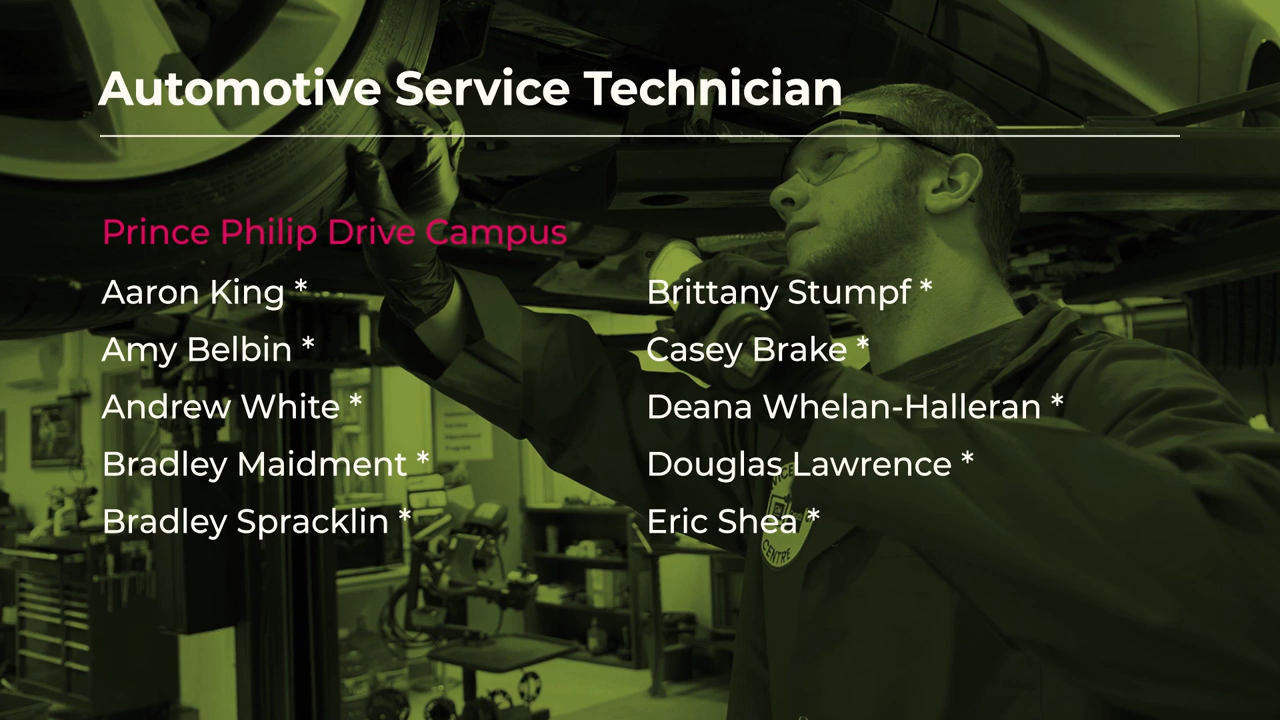 Automotive Service Technician
Prince Philip Drive Campus
Aaron King *
Amy Belbin *
Andrew White *
Bradley Maidment *
Bradley Spracklin *
Brittany Stumpf *
Casey Brake *
Deana Whelan-Halleran *
Douglas Lawrence *
Eric Shea *
CENTRE